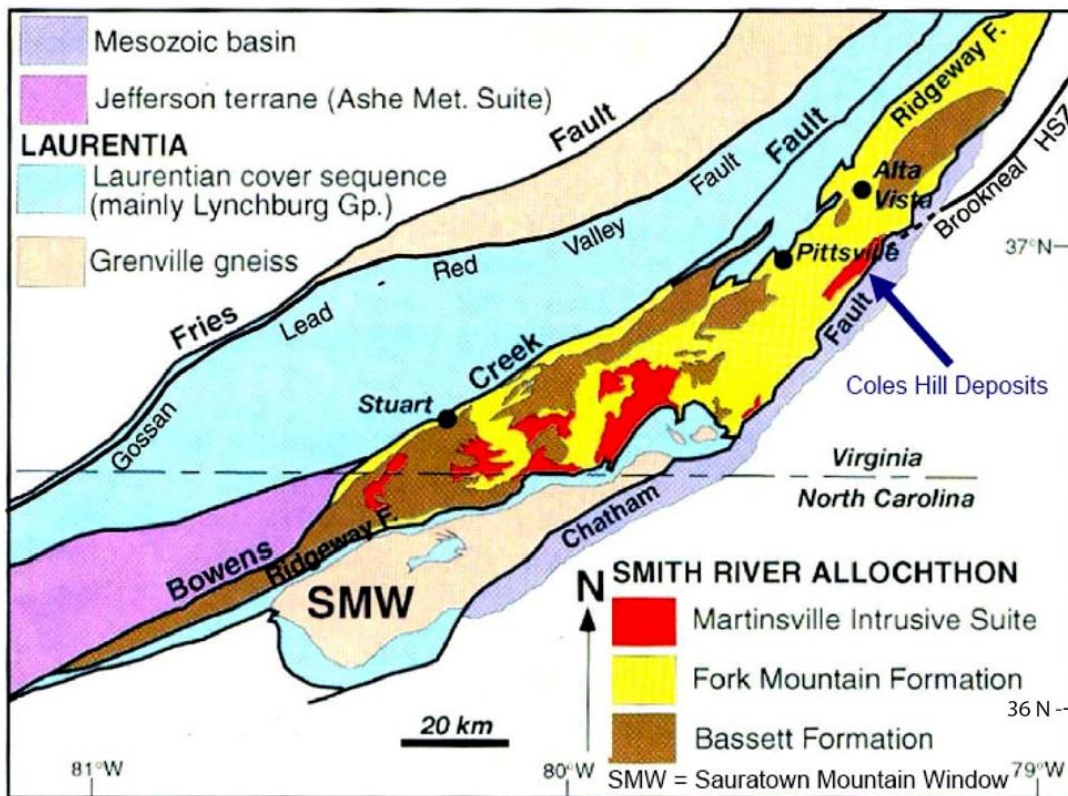 Mesozoic basin
Jefferson terrane (Ashe Met. Suite)
LAURENTIA
Laurentian cover sequence
(mainly Lynchburg Gp.)
Grenville gneiss
Fault
Fault
Fault
Ridgeway F.
Alta
Vista
Brookneal HSZ
37°N
Valley
Red
Lead
Gossan
Fries
Pittsville
Fault
Coles Hill Deposits
Creek
Stuart
Virginia
North Carolina
Chatham
Bowens
Ridgeway F.
SMW
N
SMITH RIVER ALLOCHTHON
Martinsville Intrusive Suite
Fork Mountain Formation
36 N
Bassett Formation
20 km
SMW = Sauratown Mountain Window
81°W
80°W
79°W